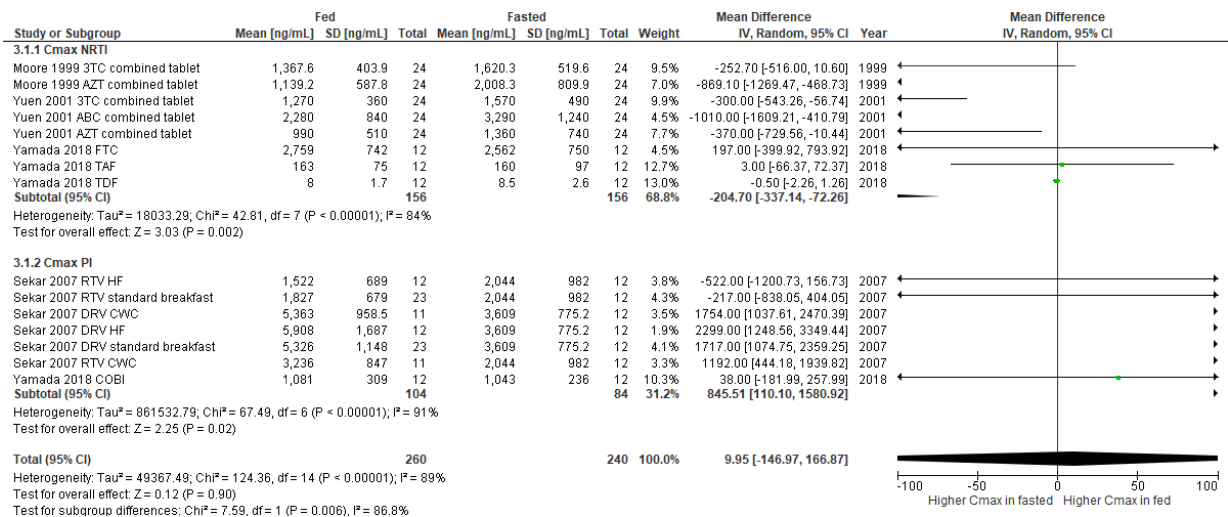 Fed Fasted Mean Difference Mean Difference
Study or Subgroup Mean [ng/mL] SD [ng/mL] Total Mean [ng/mL] SD [ng/mL] Total Weight IV, Random, 95% CI Year IV, Random, 95% CI
3.1.1 Cmax NRTI
Moore 1999 3TC combined tablet 1,367.6 403.9 24 1,620.3 519.6 24 9.5% -252.70 [-516.00, 10.60] 1999
Moore 1999 AZT combined tablet 1,139.2 587.8 24 2,008.3 809.9 24 7.0% -869.10 [-1269.47, -468.73] 1999
Yuen 2001 3TC combined tablet 1,270 360 24 1,570 490 24 9.9% -300.00 [-543.26, -56.74] 2001
Yuen 2001 ABC combined tablet 2,280 840 24 3,290 1,240 24 4.5% -1010.00 [-1609.21, -410.79] 2001
Yuen 2001 AZT combined tablet 990 510 24 1,360 740 24 7.7% -370.00 [-729.56, -10.44] 2001
Yamada 2018 FTC 2,759 742 12 2,562 750 12 4.5% 197.00 [-399.92, 793.92] 2018
Yamada 2018 TAF 163 75 12 160 97 12 12.7% 3.00 [-66.37, 72.37] 2018
Yamada 2018 TDF 8 1.7 12 8.5 2.6 12 13.0% -0.50 [-2.26, 1.26] 2018
Subtotal (95% CI) 156 156 68.8% -204.70 [-337.14, -72.26]
Heterogeneity: Tau² = 18033.29; Chi² = 42.81, df = 7 (P < 0.00001); I² = 84%
Test for overall effect: Z = 3.03 (P = 0.002)
3.1.2 Cmax PI
Sekar 2007 RTV HF 1,522 689 12 2,044 982 12 3.8% -522.00 [-1200.73, 156.73] 2007
Sekar 2007 RTV standard breakfast 1,827 679 23 2,044 982 12 4.3% -217.00 [-838.05, 404.05] 2007
Sekar 2007 DRV CWC 5,363 958.5 11 3,609 775.2 12 3.5% 1754.00 [1037.61, 2470.39] 2007
Sekar 2007 DRV HF 5,908 1,687 12 3,609 775.2 12 1.9% 2299.00 [1248.56, 3349.44] 2007
Sekar 2007 DRV standard breakfast 5,326 1,148 23 3,609 775.2 12 4.1% 1717.00 [1074.75, 2359.25] 2007
Sekar 2007 RTV CWC 3,236 847 11 2,044 982 12 3.3% 1192.00 [444.18, 1939.82] 2007
Yamada 2018 COBI 1,081 309 12 1,043 236 12 10.3% 38.00 [-181.99, 257.99] 2018
Subtotal (95% CI) 104 84 31.2% 845.51 [110.10, 1580.92]
Heterogeneity: Tau² = 861532.79; Chi² = 67.49, df = 6 (P < 0.00001); I² = 91%
Test for overall effect: Z = 2.25 (P = 0.02)
Total (95% CI) 260 240 100.0% 9.95 [-146.97, 166.87]
Heterogeneity: Tau² = 49367.49; Chi² = 124.36, df = 14 (P < 0.00001); I² = 89%
Test for overall effect: Z = 0.12 (P = 0.90)
Test for subgroup differences: Chi² = 7.59, df = 1 (P = 0.006), I² = 86.8%
-100 -50 0 50 100
Higher Cmax in fasted Higher Cmax in fed